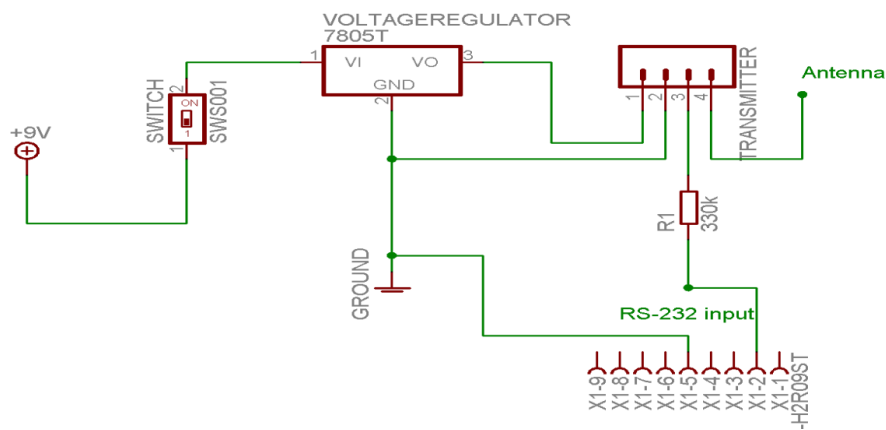 VOLTAGEREGULATOR
7805T
1
VI
VO
3
GND
2
SWITCH
2
ON
1
1
SWS001
+9V
1
2
3
4
TRANSMITTER
Antenna
R1
330k
GROUND
RS-232 input
X1-9
X1-8
X1-7
X1-6
X1-5
X1-4
X1-3
X1-2
X1-1
-H2R09ST